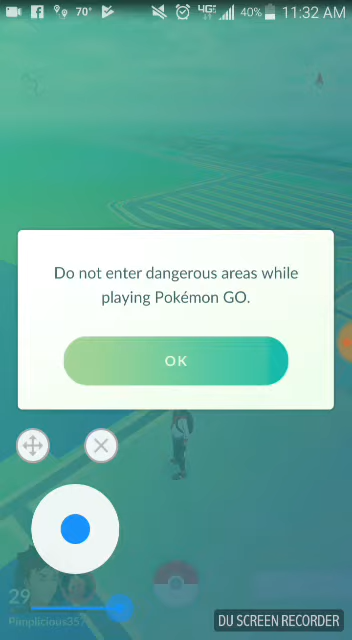 70°
4G
40%
11:32 AM
Do not enter dangerous areas while
playing Pokémon GO.
OK
29
Pimplicious357
DU SCREEN RECORDER